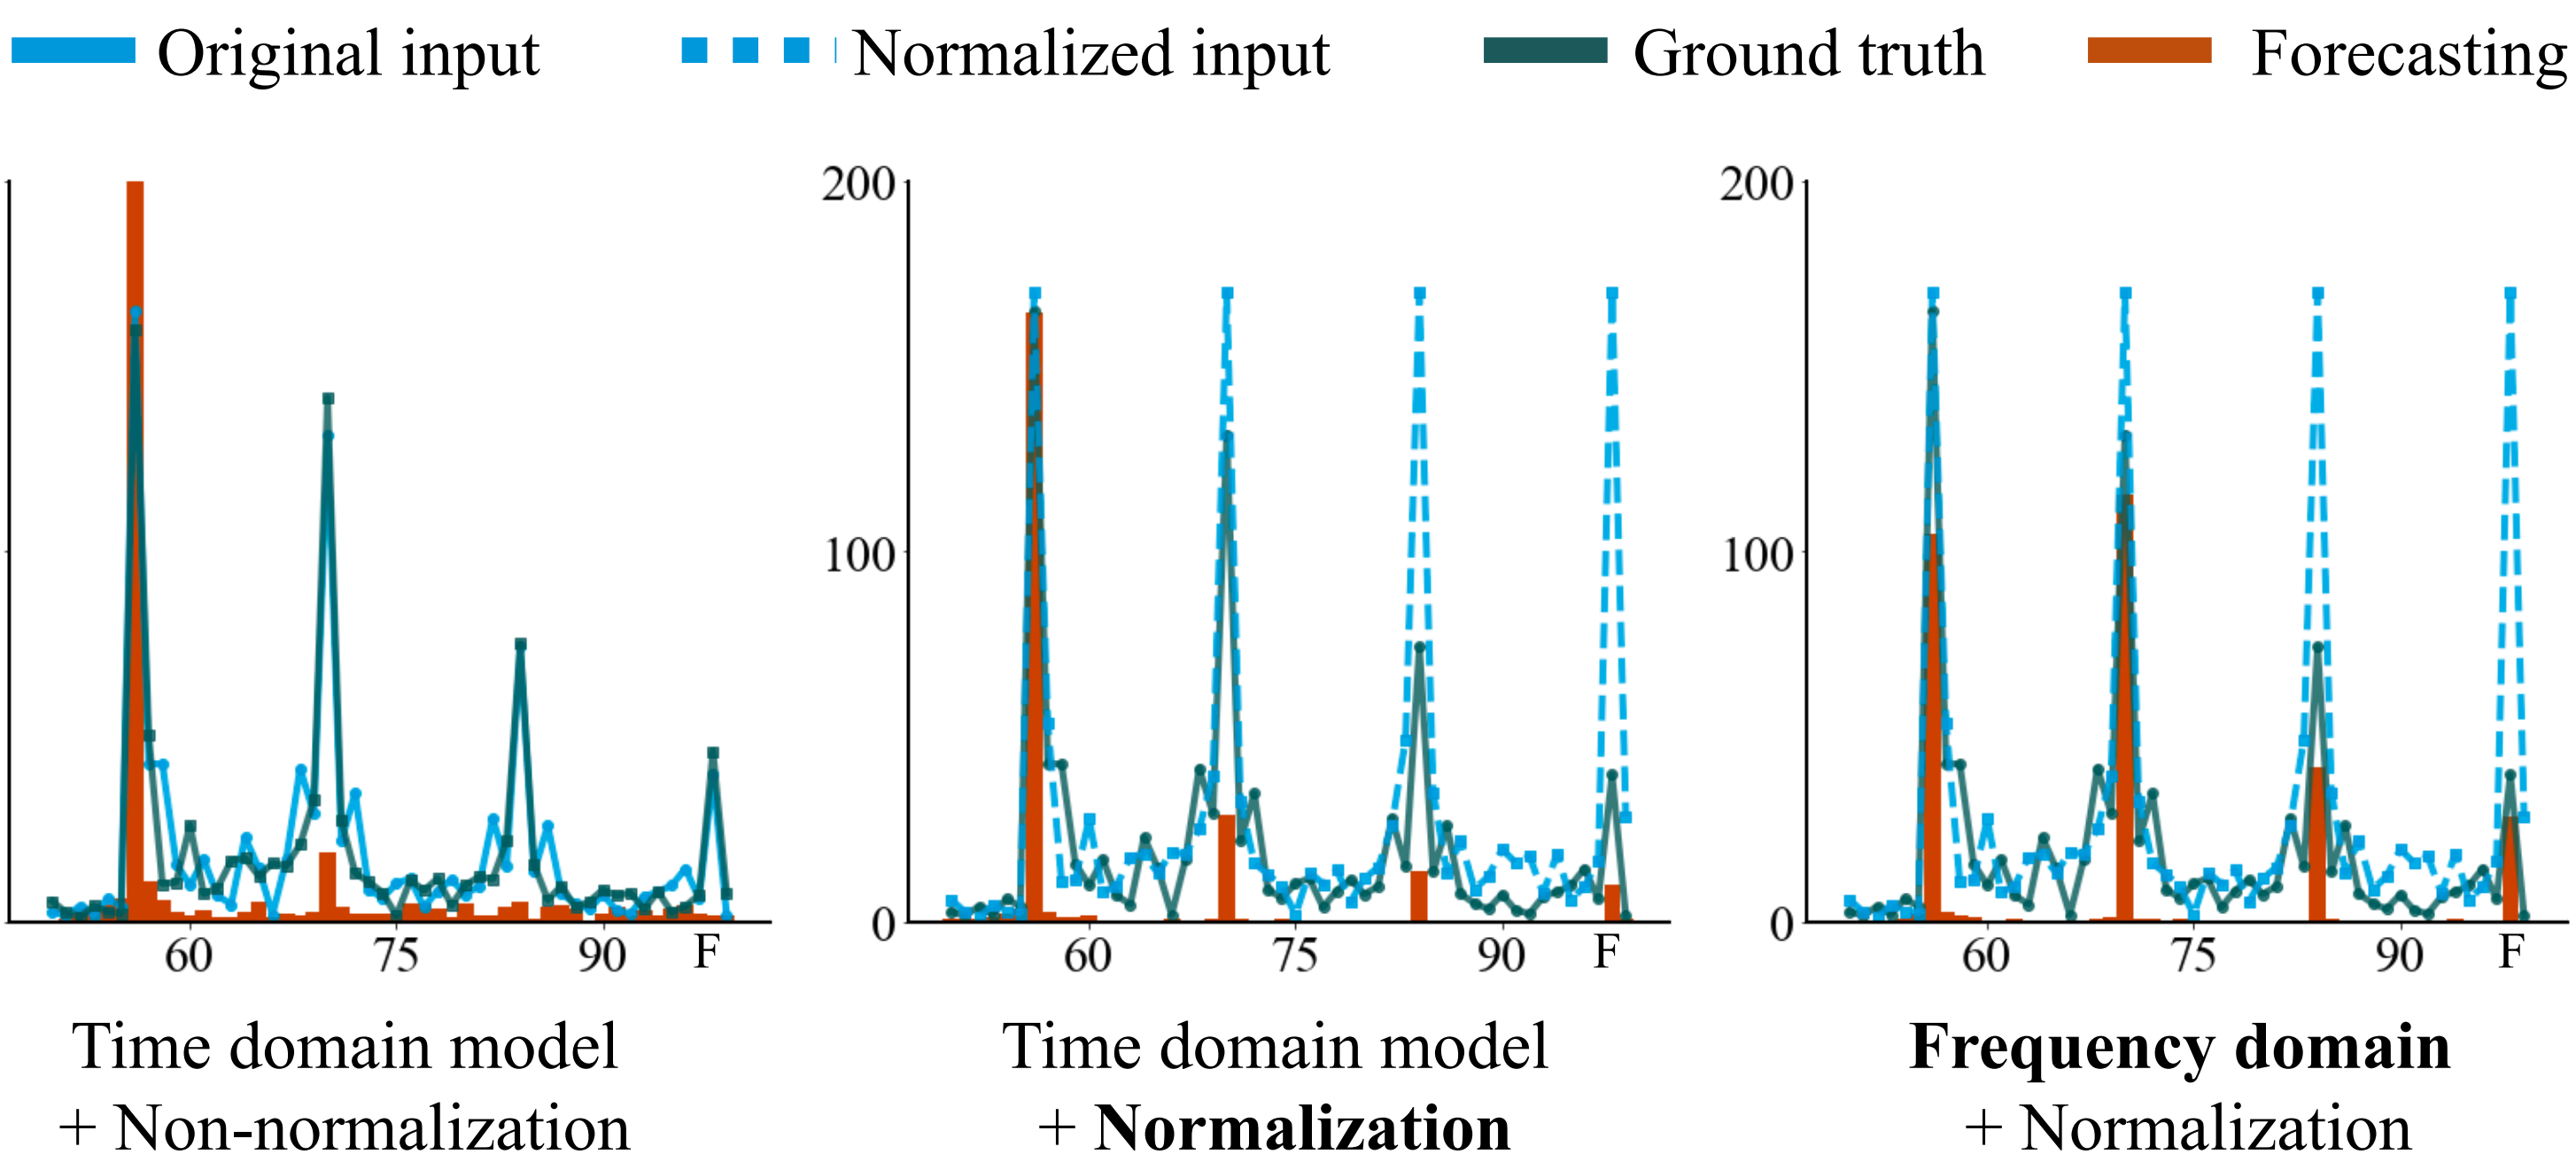 Original input
Normalized input
Ground truth
Forecasting
60 75 90 F
Time domain model
+ Non-normalization
200
100
0
60 75 90 F
Time domain model
+ Normalization
200
100
0
60 75 90 F
Frequency domain
+ Normalization